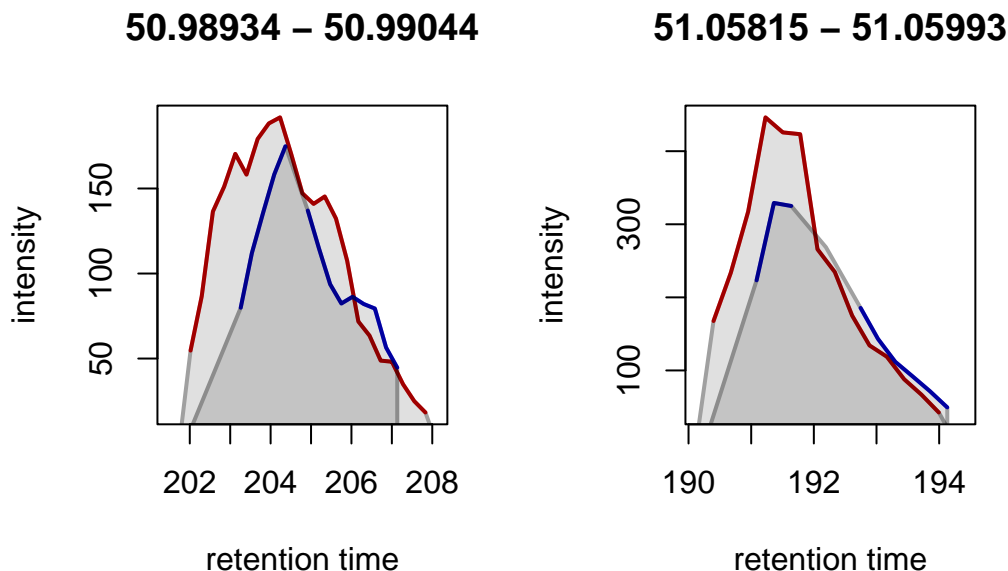 50.98934 – 50.99044
intensity
50
100
150
202
204
206
208
retention time
51.05815 – 51.05993
intensity
100
300
190
192
194
retention time